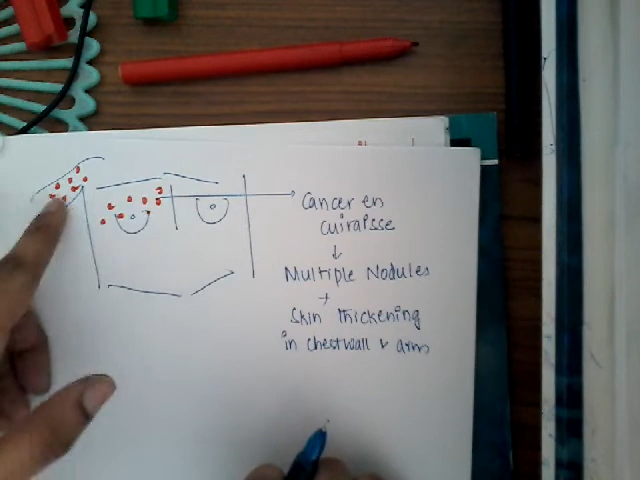 Cancer en
cuirasse
Multiple Nodules
+
Skin thickening
in chestwall & arm